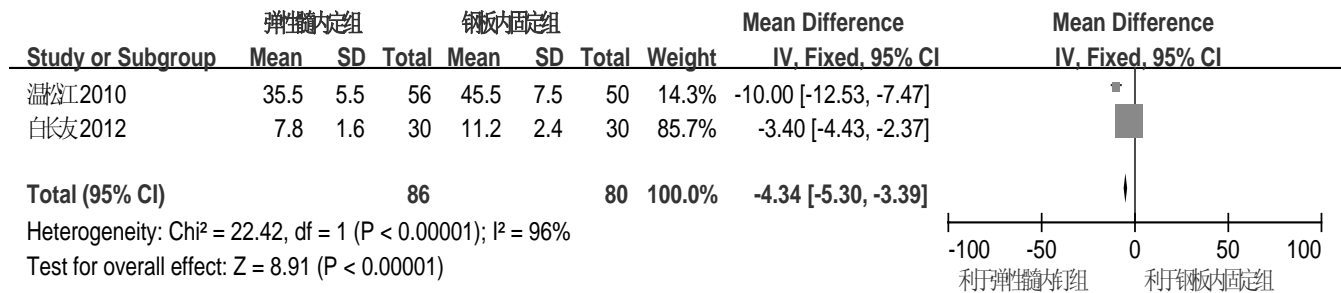 弹性髓内定组 钢板内固定组 Mean Difference Mean Difference
Study or Subgroup Mean SD Total Mean SD Total Weight IV, Fixed, 95% CI IV, Fixed, 95% CI
温松江2010 35.5 5.5 56 45.5 7.5 50 14.3% -10.00 [-12.53, -7.47]
白长友2012 7.8 1.6 30 11.2 2.4 30 85.7% -3.40 [-4.43, -2.37]
Total (95% CI) 86 80 100.0% -4.34 [-5.30, -3.39]
Heterogeneity: Chi² = 22.42, df = 1 (P < 0.00001); I² = 96%
Test for overall effect: Z = 8.91 (P < 0.00001)
-100 -50 0 50 100
利于弹性髓内钉组 利于钢板内固定组